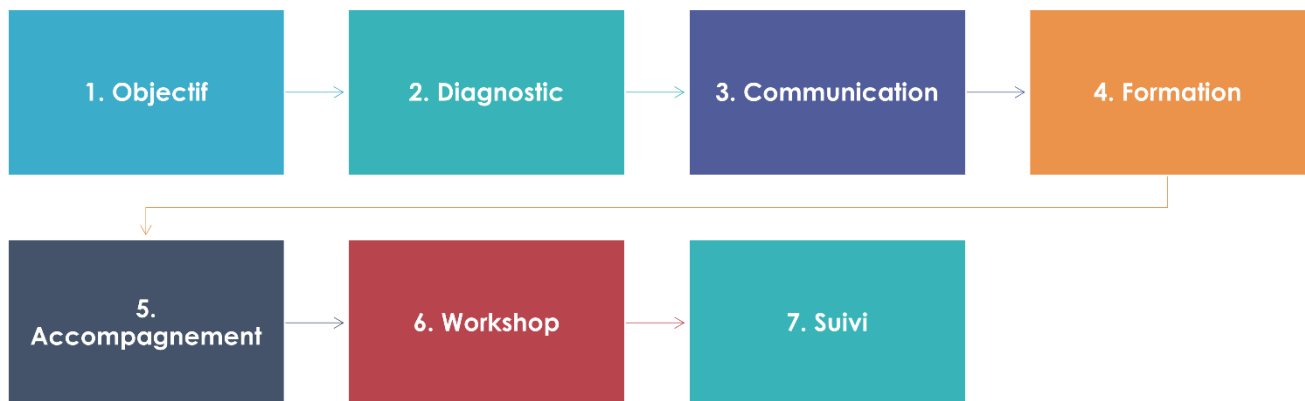 1. Objectif
2. Diagnostic
3. Communication
4. Formation
5.
Accompagnement
6. Workshop
7. Suivi